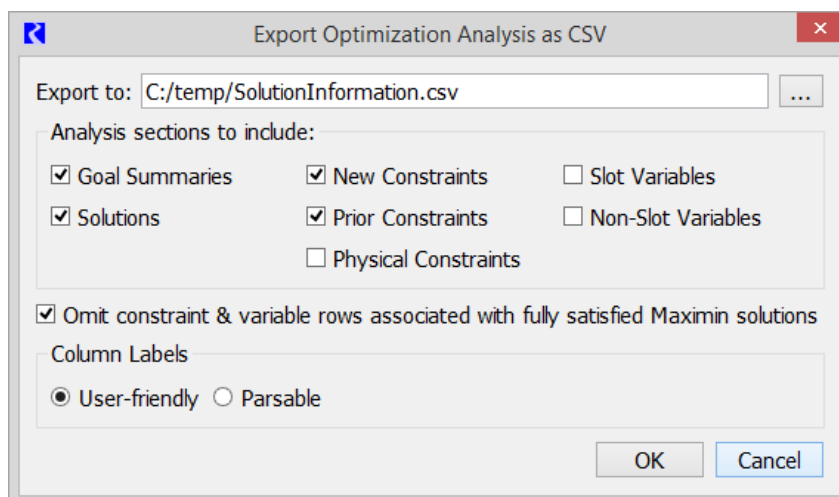 Export Optimization Analysis as CSV
Export to: C:/temp/SolutionInformation.csv ...
Analysis sections to include:
Goal Summaries New Constraints Slot Variables
Solutions Prior Constraints Non-Slot Variables
Physical Constraints
Omit constraint & variable rows associated with fully satisfied Maximin solutions
Column Labels
User-friendly Parsable
OK Cancel